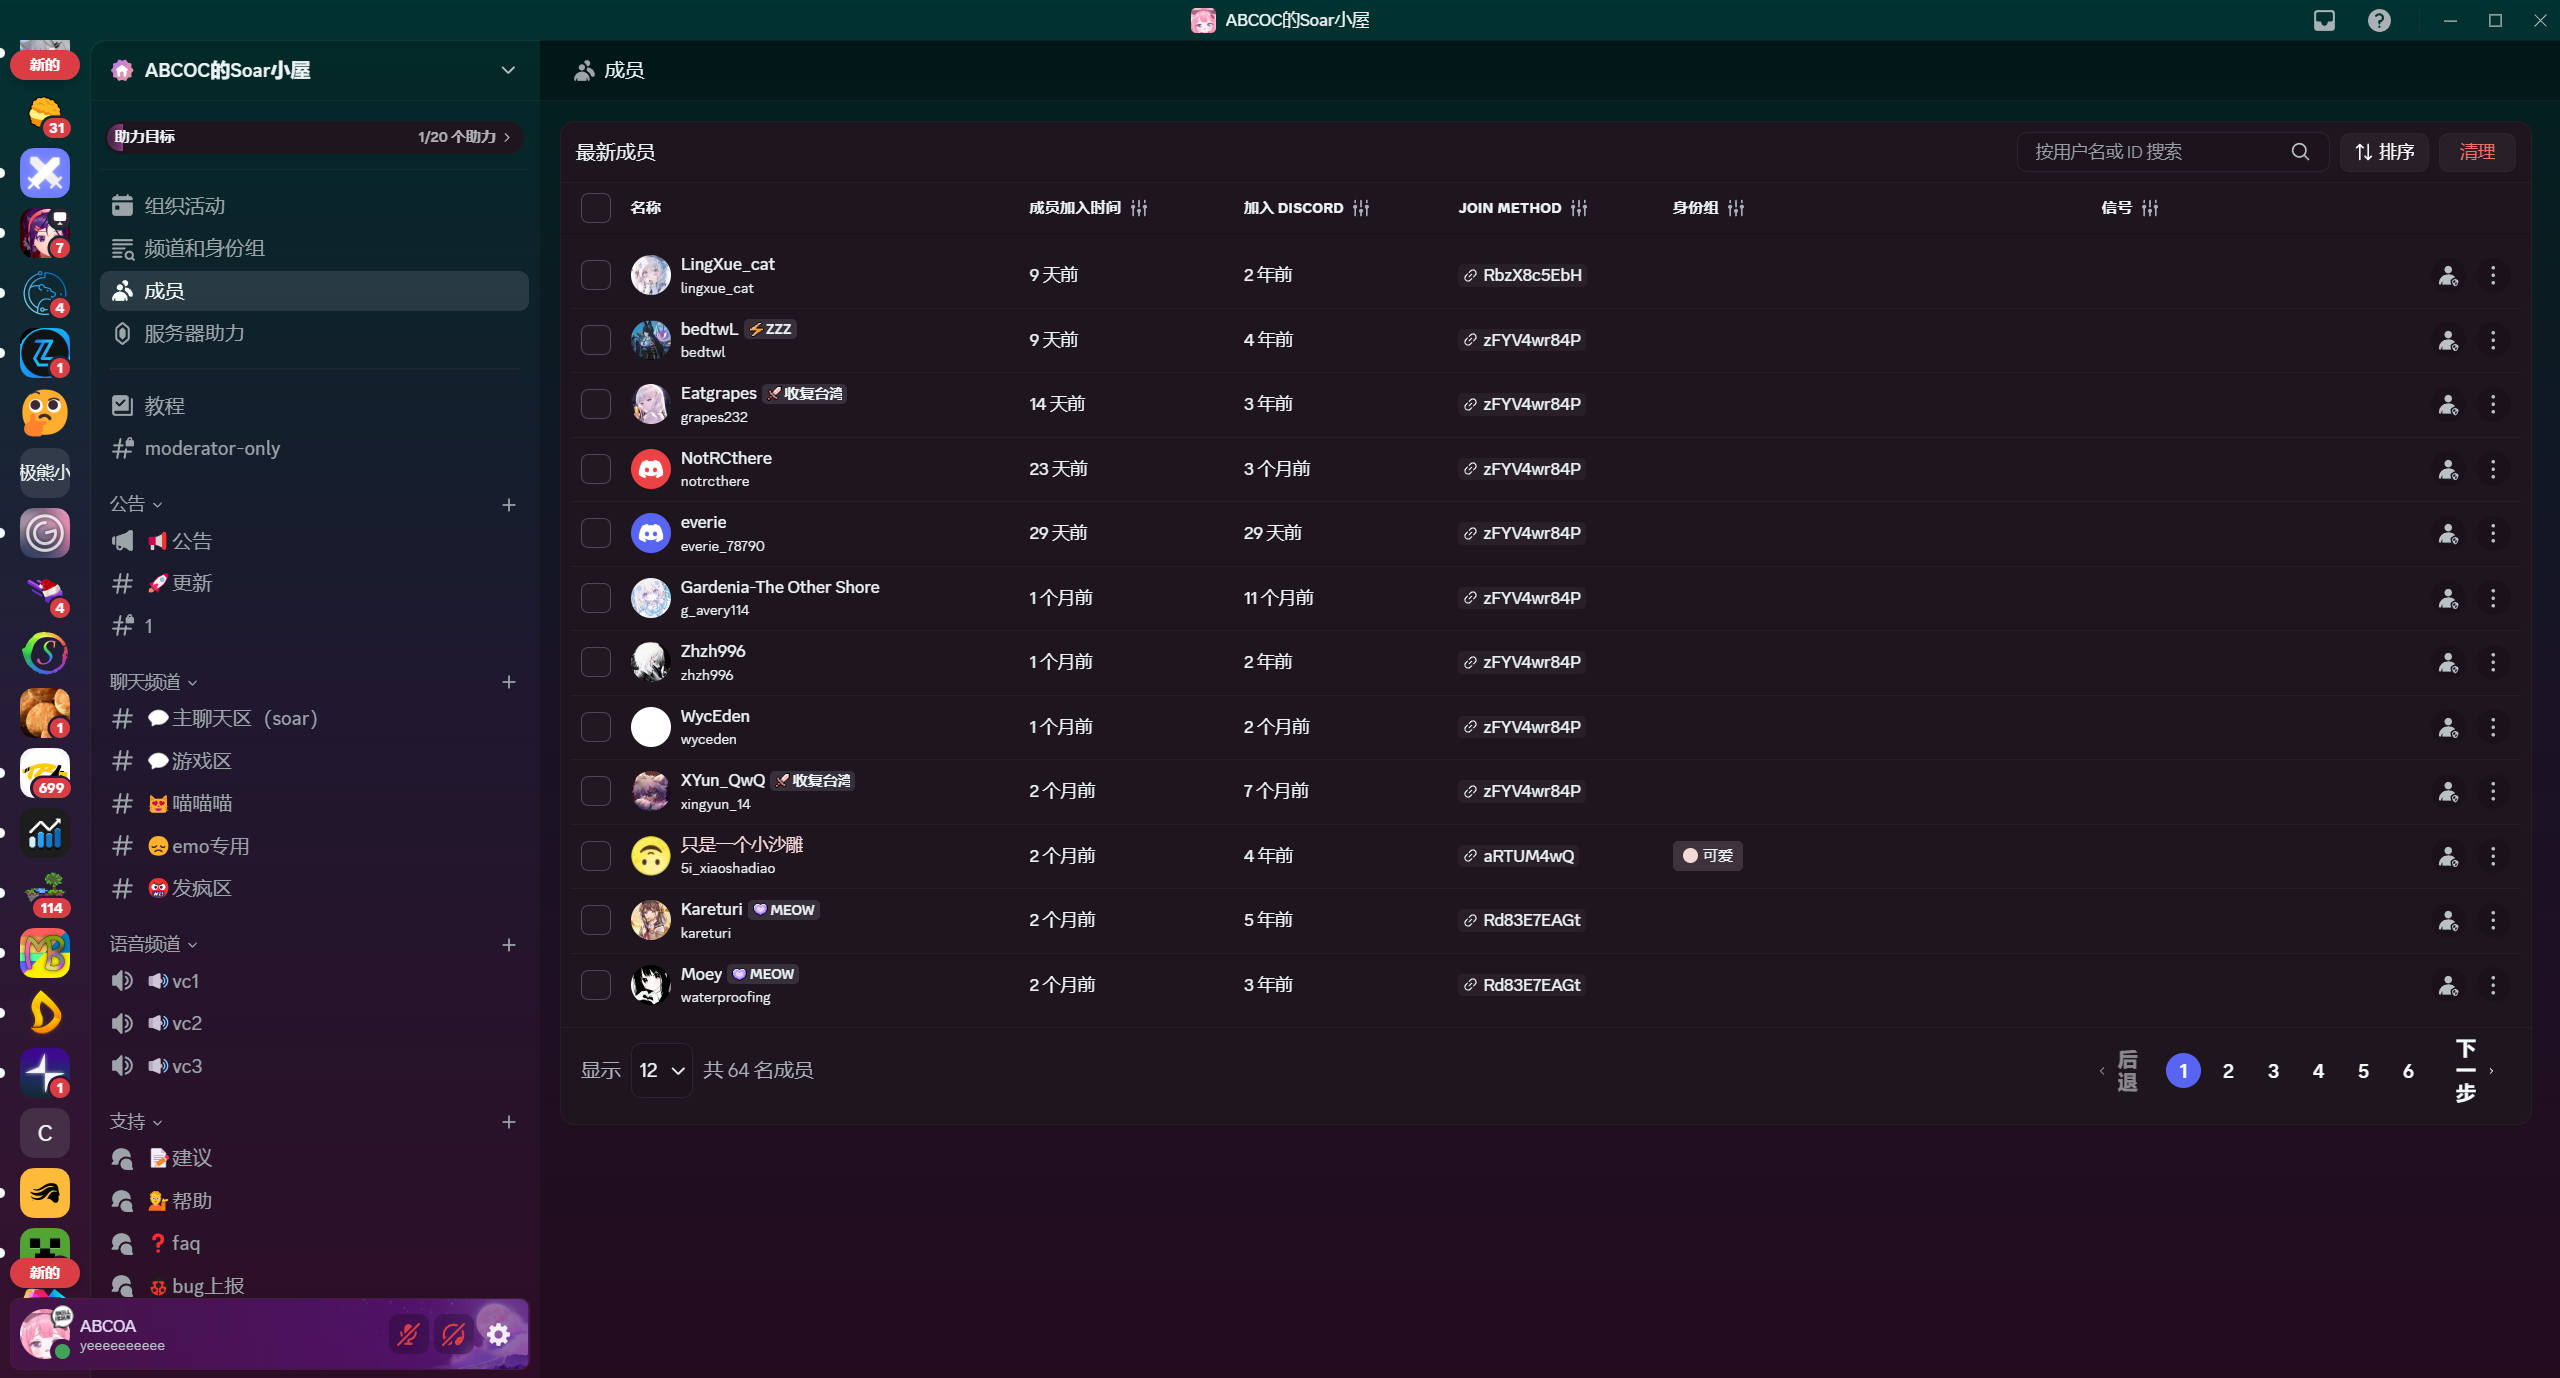 ABCOC的Soar小屋
新的
31
7
4
1
极熊小
4
1
699
114
1
C
新的
ABCOC的Soar小屋
助力目标 1/20 个助力
组织活动
频道和身份组
成员
服务器助力
教程
moderator-only
公告
📢公告
🚀更新
1
聊天频道
💬主聊天区（soar）
💬游戏区
😻喵喵喵
😞emo专用
🤬发疯区
语音频道
🔊vc1
🔊vc2
🔊vc3
支持
📝建议
💁帮助
❓faq
💢bug上报
ABCOA
yeeeeeeeeee
成员
最新成员 按用户名或 ID 搜索 排序 清理
名称 成员加入时间 加入 DISCORD JOIN METHOD 身份组 信号
LingXue_cat
lingxue_cat 9 天前 2 年前 RbzX8c5EbH
bedtwL ⚡ZZZ
bedtwl 9 天前 4 年前 zFYV4wr84P
Eatgrapes 收复台湾
grapes232 14 天前 3 年前 zFYV4wr84P
NotRCthere
notrcthere 23 天前 3 个月前 zFYV4wr84P
everie
everie_78790 29 天前 29 天前 zFYV4wr84P
Gardenia-The Other Shore
g_avery114 1 个月前 11 个月前 zFYV4wr84P
Zhzh996
zhzh996 1 个月前 2 年前 zFYV4wr84P
WycEden
wyceden 1 个月前 2 个月前 zFYV4wr84P
XYun_QwQ 收复台湾
xingyun_14 2 个月前 7 个月前 zFYV4wr84P
只是一个小沙雕
5i_xiaoshadiao 2 个月前 4 年前 aRTUM4wQ 可爱
Kareturi MEOW
kareturi 2 个月前 5 年前 Rd83E7EAGt
Moey MEOW
waterproofing 2 个月前 3 年前 Rd83E7EAGt
显示 12 共 64 名成员 后退 1 2 3 4 5 6 下一步